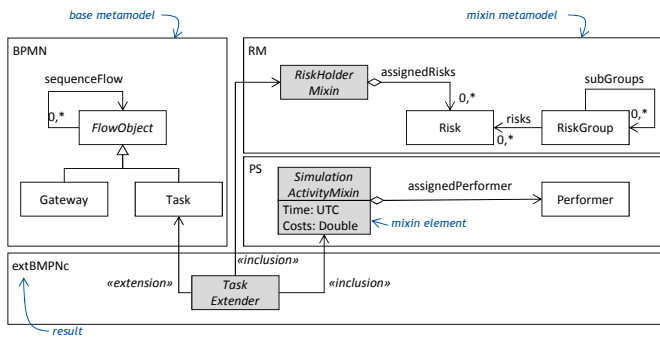 base metamodel
mixin metamodel
BPMN
sequenceFlow
0,*
FlowObject
Gateway
Task
RM
RiskHolder
Mixin
assignedRisks
0,*
Risk
risks
0,*
RiskGroup
subGroups
0,*
PS
Simulation
ActivityMixin
Time: UTC
Costs: Double
assignedPerformer
Performer
mixin element
extBMPNc
«extension»
«inclusion»
Task
Extender
«inclusion»
result